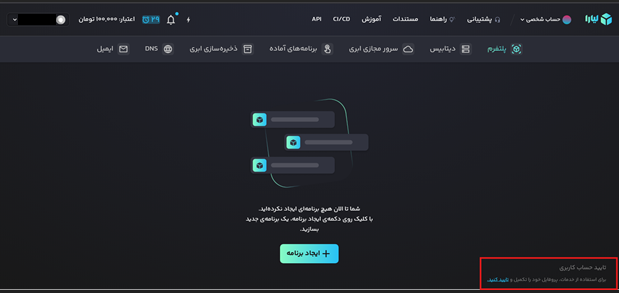 لیارا
حساب شخصی
پشتیبانی
راهنما
مستندات
آموزش
CI/CD
API
۲۹
اعتبار: ۱۰۰,۰۰۰ تومان
پلتفرم
دیتابیس
سرور مجازی ابری
برنامه‌های آماده
ذخیره‌سازی ابری
DNS
ایمیل
شما تا الان هیچ برنامه‌ای ایجاد نکرده‌اید.
با کلیک روی دکمه‌ی ایجاد برنامه، یک برنامه‌ی جدید
بسازید.
ایجاد برنامه
تایید حساب کاربری
برای استفاده از خدمات، پروفایل خود را تکمیل و تایید کنید.